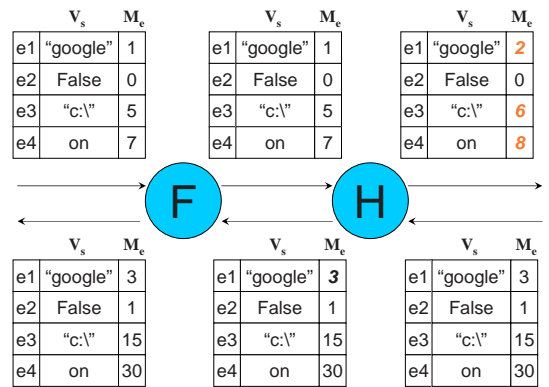 Vs Me Vs Me Vs Me
e1 "google" 1 e1 "google" 1 e1 "google" 2
e2 False 0 e2 False 0 e2 False 0
e3 "c:\" 5 e3 "c:\" 5 e3 "c:\" 6
e4 on 7 e4 on 7 e4 on 8
F H
Vs Me Vs Me Vs Me
e1 "google" 3 e1 "google" 3 e1 "google" 3
e2 False 1 e2 False 1 e2 False 1
e3 "c:\" 15 e3 "c:\" 15 e3 "c:\" 15
e4 on 30 e4 on 30 e4 on 30